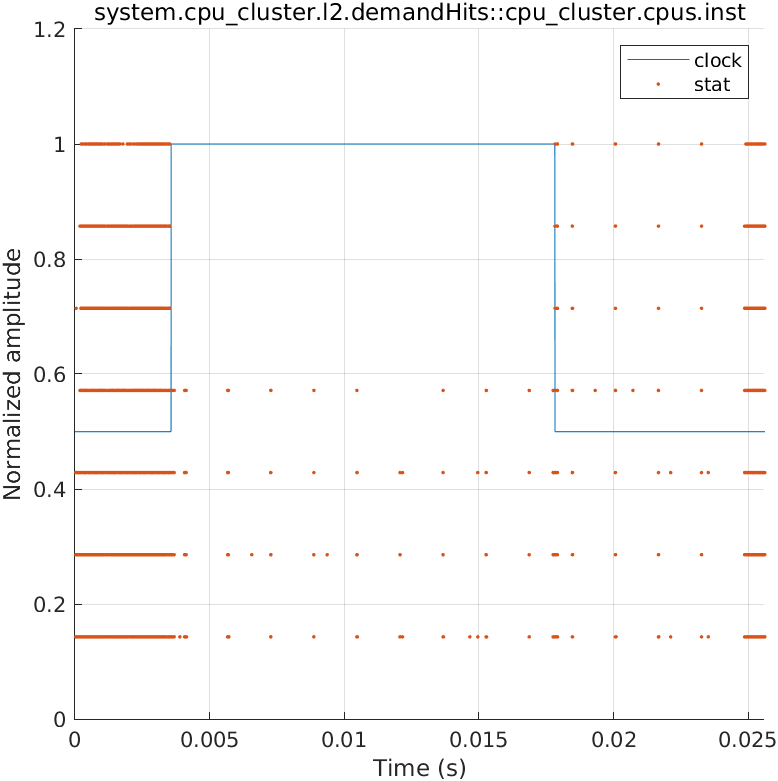 system.cpu_cluster.l2.demandHits::cpu_cluster.cpus.inst
clock
stat
Normalized amplitude
1.2
1
0.8
0.6
0.4
0.2
0
0 0.005 0.01 0.015 0.02 0.025
Time (s)